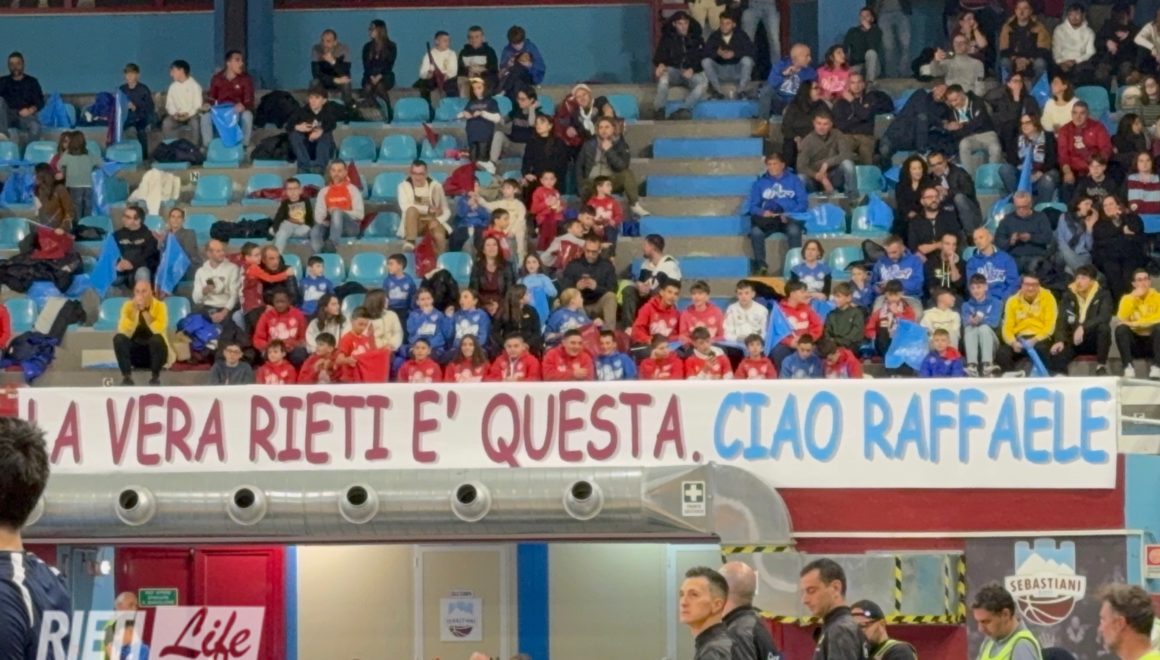 LA VERA RIETI E' QUESTA. CIAO RAFFAELE
SEBASTIANI
RIETI Life